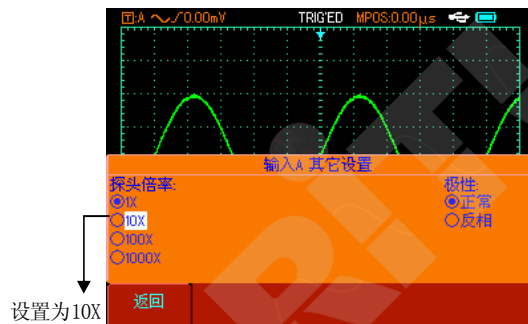 T:A 0.00mV TRIG'ED MPOS:0.00μs
输入A 其它设置
探头倍率: 极性:
1X 正常
10X 反相
100X
1000X
返回
设置为10X
RiT